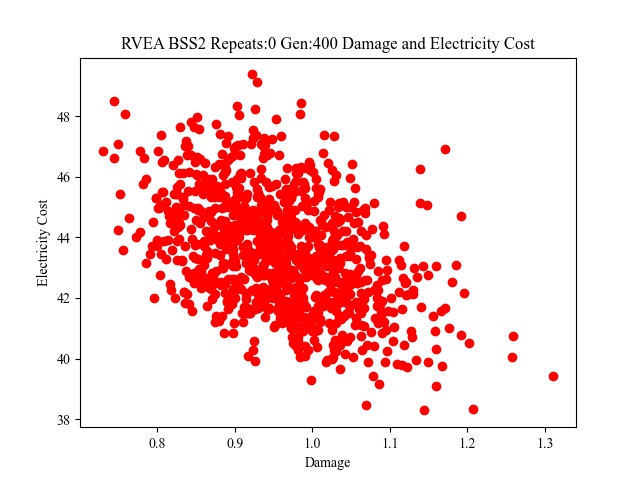 RVEA BSS2 Repeats:0 Gen:400 Damage and Electricity Cost
48
46
44
42
40
38
Electricity Cost
0.8 0.9 1.0 1.1 1.2 1.3
Damage